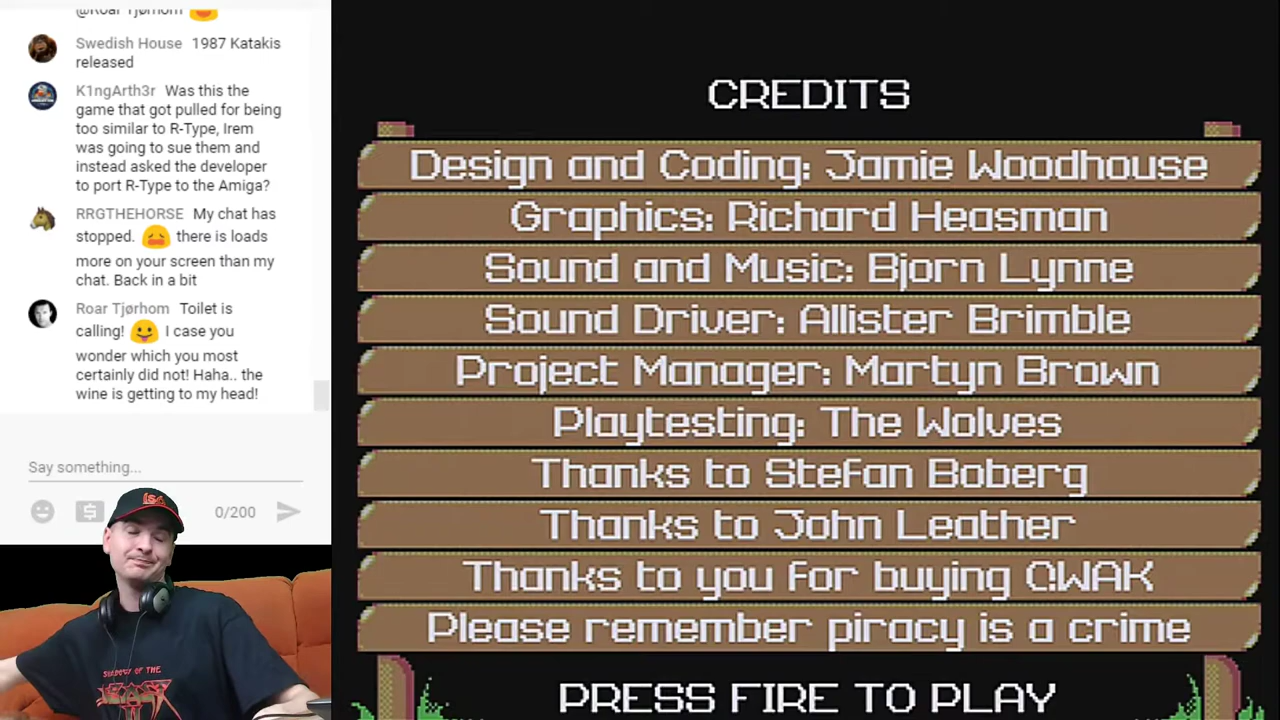 @Roar Tjørhom
Swedish House 1987 Katakis
released
K1ngArth3r Was this the
game that got pulled for being
too similar to R-Type, Irem
was going to sue them and
instead asked the developer
to port R-Type to the Amiga?
RRGTHEHORSE My chat has
stopped. there is loads
more on your screen than my
chat. Back in a bit
Roar Tjørhom Toilet is
calling! I case you
wonder which you most
certainly did not! Haha.. the
wine is getting to my head!
Say something...
0/200
SHADOW OF THE
BEAST
CREDITS
Design and Coding: Jamie Woodhouse
Graphics: Richard Heasman
Sound and Music: Bjorn Lynne
Sound Driver: Allister Brimble
Project Manager: Martyn Brown
Playtesting: The Wolves
Thanks to Stefan Boberg
Thanks to John Leather
Thanks to you for buying QWAK
Please remember piracy is a crime
PRESS FIRE TO PLAY